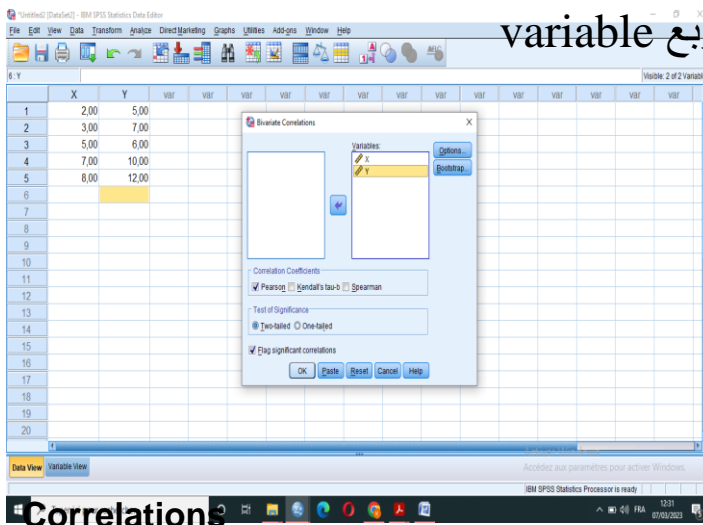 *Untitled2 [DataSet2] - IBM SPSS Statistics Data Editor
File Edit View Data Transform Analyze Direct Marketing Graphs Utilities Add-ons Window Help
variable
6 : Y
Visible: 2 of 2 Variabl
X Y var var var var var var var var var var var var var
1 2,00 5,00
2 3,00 7,00
3 5,00 6,00
4 7,00 10,00
5 8,00 12,00
6
7
8
9
10
11
12
13
14
15
16
17
18
19
20
Bivariate Correlations X
Variables:
X
Y
Options...
Bootstrap...
Correlation Coefficients
Pearson Kendall's tau-b Spearman
Test of Significance
Two-tailed One-tailed
Flag significant correlations
OK Paste Reset Cancel Help
Accédez aux paramètres pour activer Windows.
Data View Variable View
IBM SPSS Statistics Processor is ready
Correlations
FRA
12:31
07/03/2023